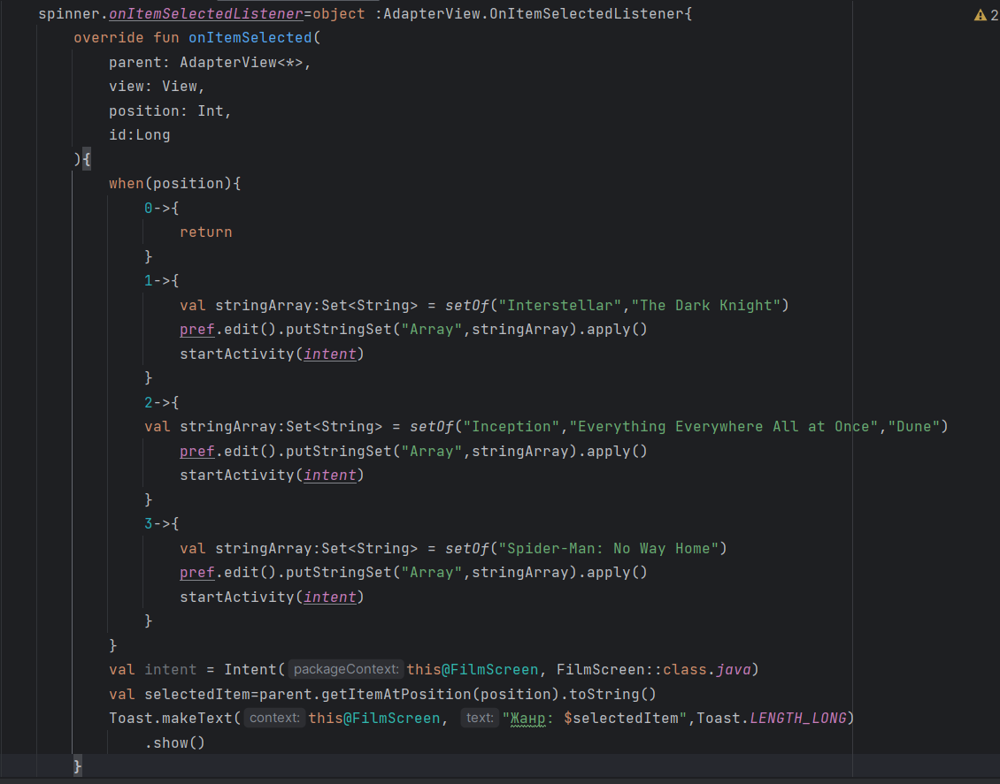 spinner.onItemSelectedListener=object :AdapterView.OnItemSelectedListener{ 2
override fun onItemSelected(
parent: AdapterView<*>,
view: View,
position: Int,
id:Long
){
when(position){
0->{
return
}
1->{
val stringArray:Set<String> = setOf("Interstellar","The Dark Knight")
pref.edit().putStringSet("Array",stringArray).apply()
startActivity(intent)
}
2->{
val stringArray:Set<String> = setOf("Inception","Everything Everywhere All at Once","Dune")
pref.edit().putStringSet("Array",stringArray).apply()
startActivity(intent)
}
3->{
val stringArray:Set<String> = setOf("Spider-Man: No Way Home")
pref.edit().putStringSet("Array",stringArray).apply()
startActivity(intent)
}
}
val intent = Intent( packageContext: this@FilmScreen, FilmScreen::class.java)
val selectedItem=parent.getItemAtPosition(position).toString()
Toast.makeText( context: this@FilmScreen, text: "Жанр: $selectedItem",Toast.LENGTH_LONG)
.show()
}